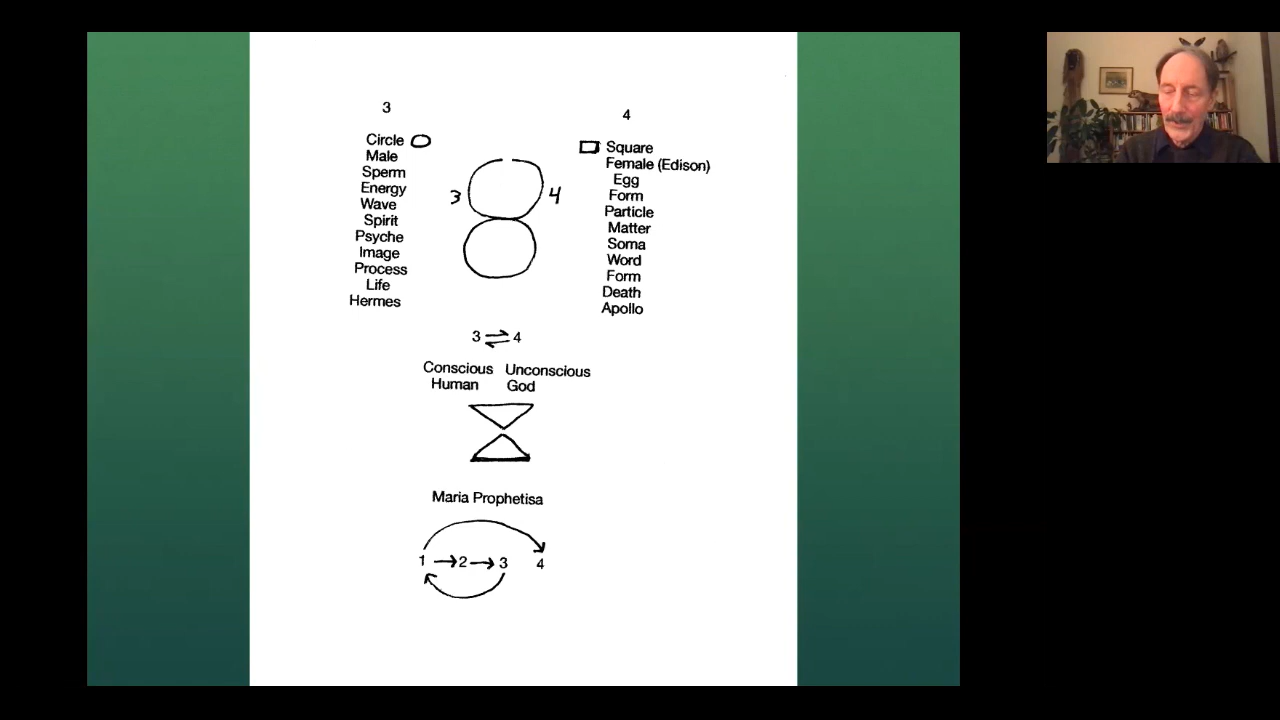 3
Circle
Male
Sperm
Energy
Wave
Spirit
Psyche
Image
Process
Life
Hermes
3 4
4
Square
Female (Edison)
Egg
Form
Particle
Matter
Soma
Word
Form
Death
Apollo
3 ⇌ 4
Conscious Unconscious
Human God
Maria Prophetisa
1 → 2 → 3 4